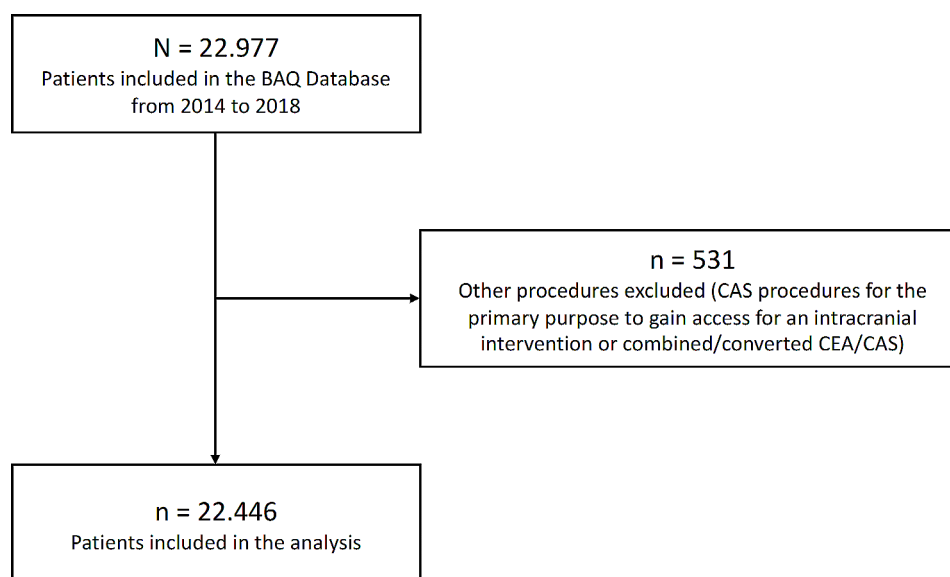 N = 22.977
Patients included in the BAQ Database
from 2014 to 2018
n = 531
Other procedures excluded (CAS procedures for the
primary purpose to gain access for an intracranial
intervention or combined/converted CEA/CAS)
n = 22.446
Patients included in the analysis